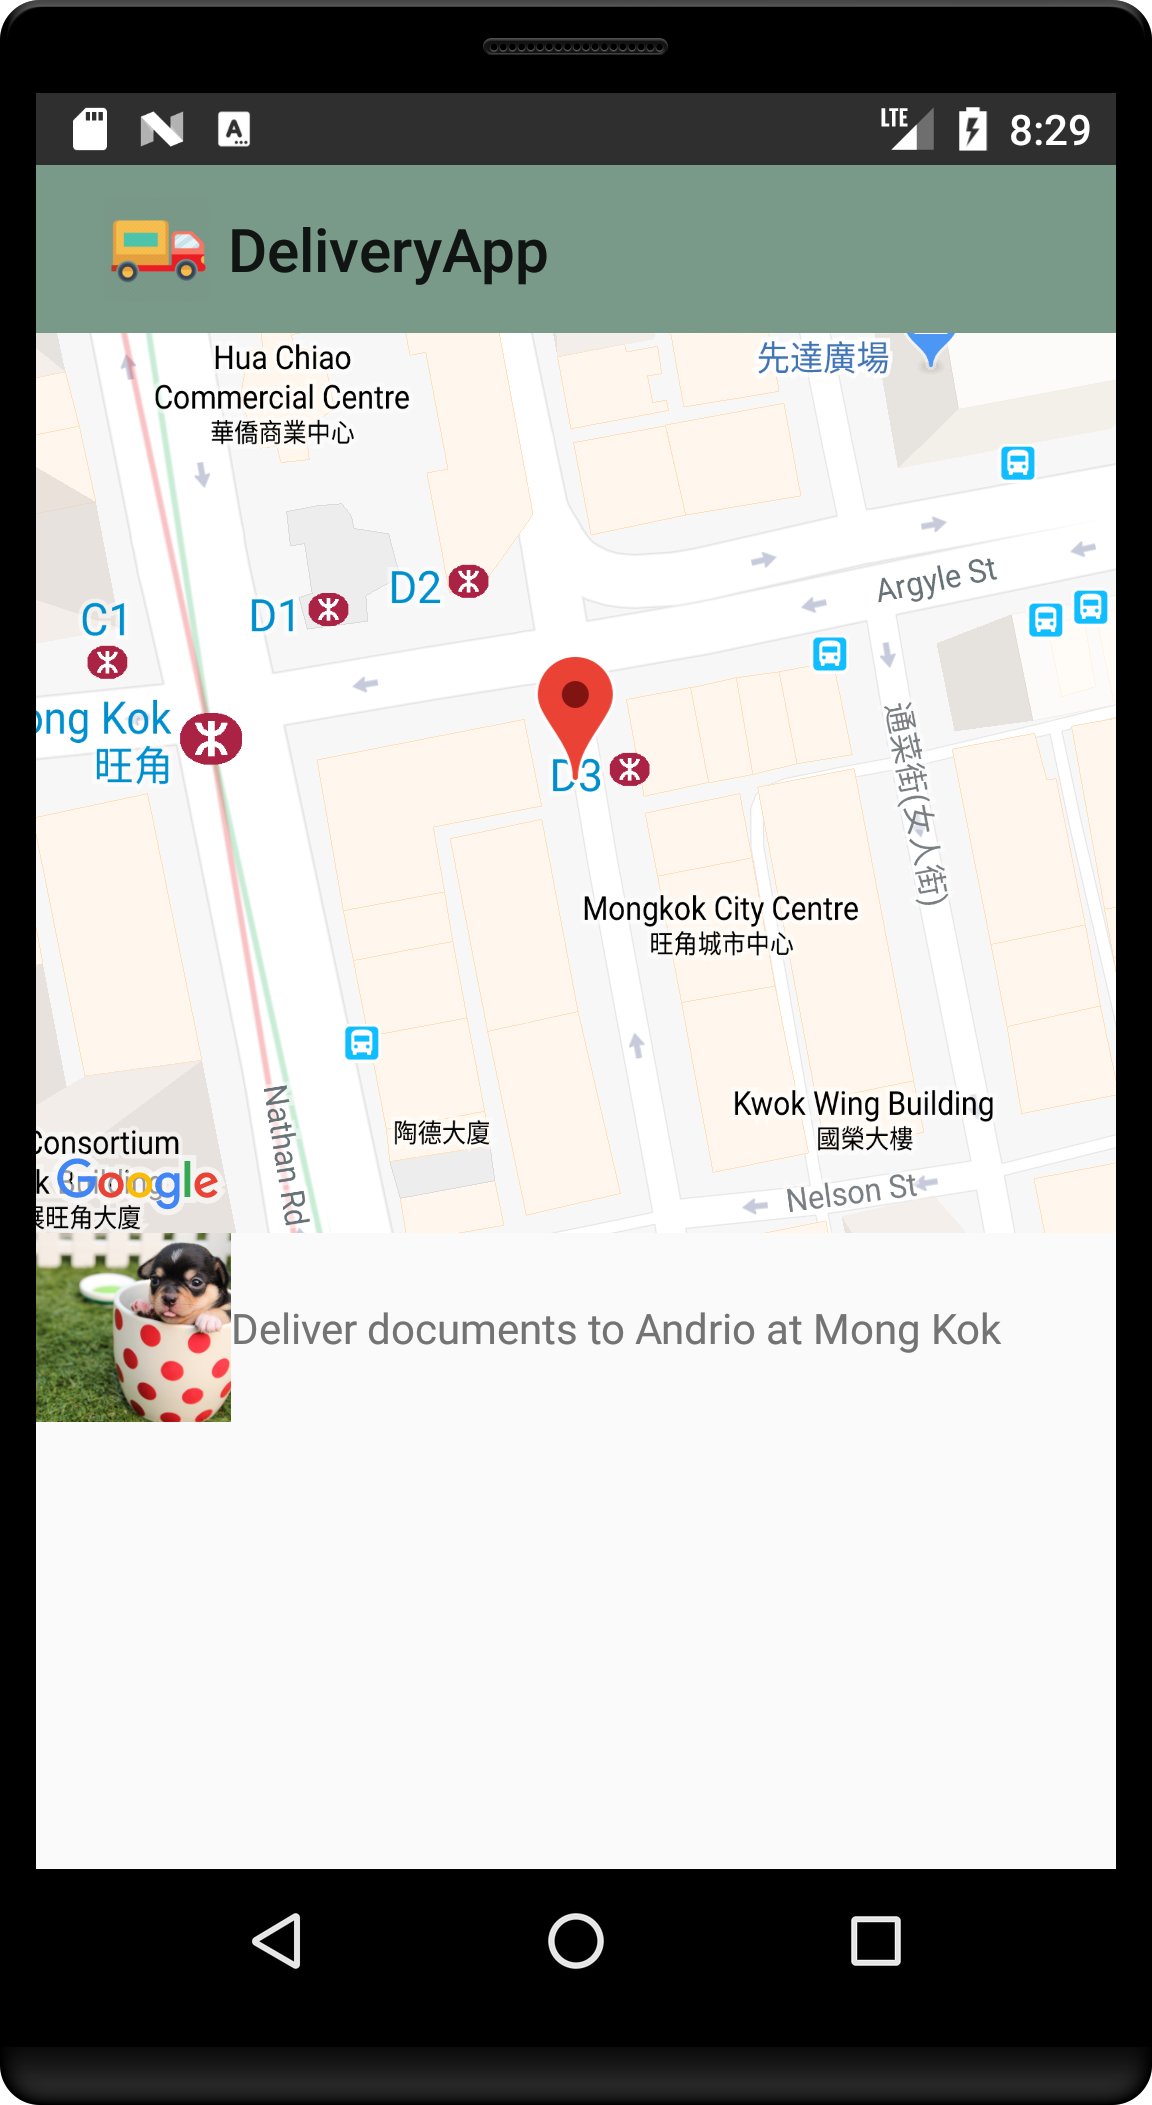 LTE 8:29
DeliveryApp
Hua Chiao
Commercial Centre
華僑商業中心
先達廣場
Argyle St
D2
D1
C1
ong Kok
旺角
D3
通菜街(女人街)
Mongkok City Centre
旺角城市中心
Nathan Rd
陶德大廈
Kwok Wing Building
國榮大樓
Nelson St
Consortium
k Building
展旺角大廈
Google
Deliver documents to Andrio at Mong Kok